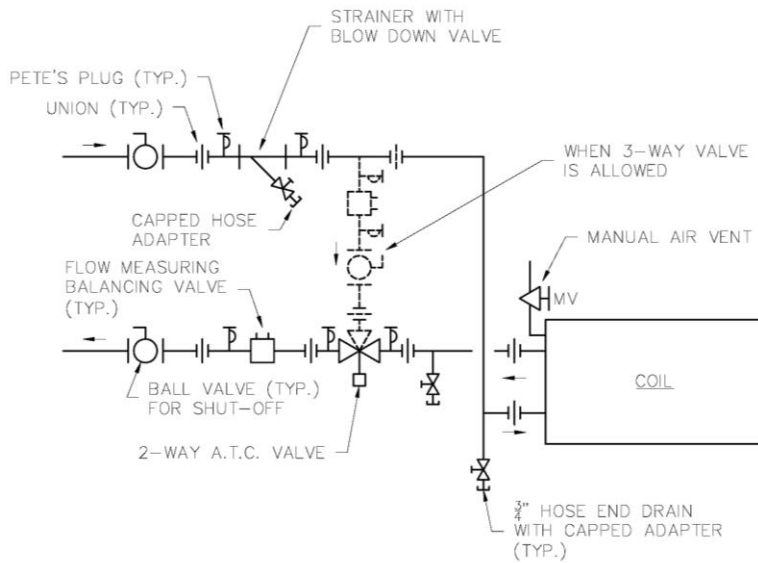 STRAINER WITH
BLOW DOWN VALVE
PETE'S PLUG (TYP.)
UNION (TYP.)
WHEN 3-WAY VALVE
IS ALLOWED
CAPPED HOSE
ADAPTER
MANUAL AIR VENT
FLOW MEASURING
BALANCING VALVE
(TYP.)
MV
COIL
BALL VALVE (TYP.)
FOR SHUT-OFF
2-WAY A.T.C. VALVE
3/4" HOSE END DRAIN
WITH CAPPED ADAPTER
(TYP.)